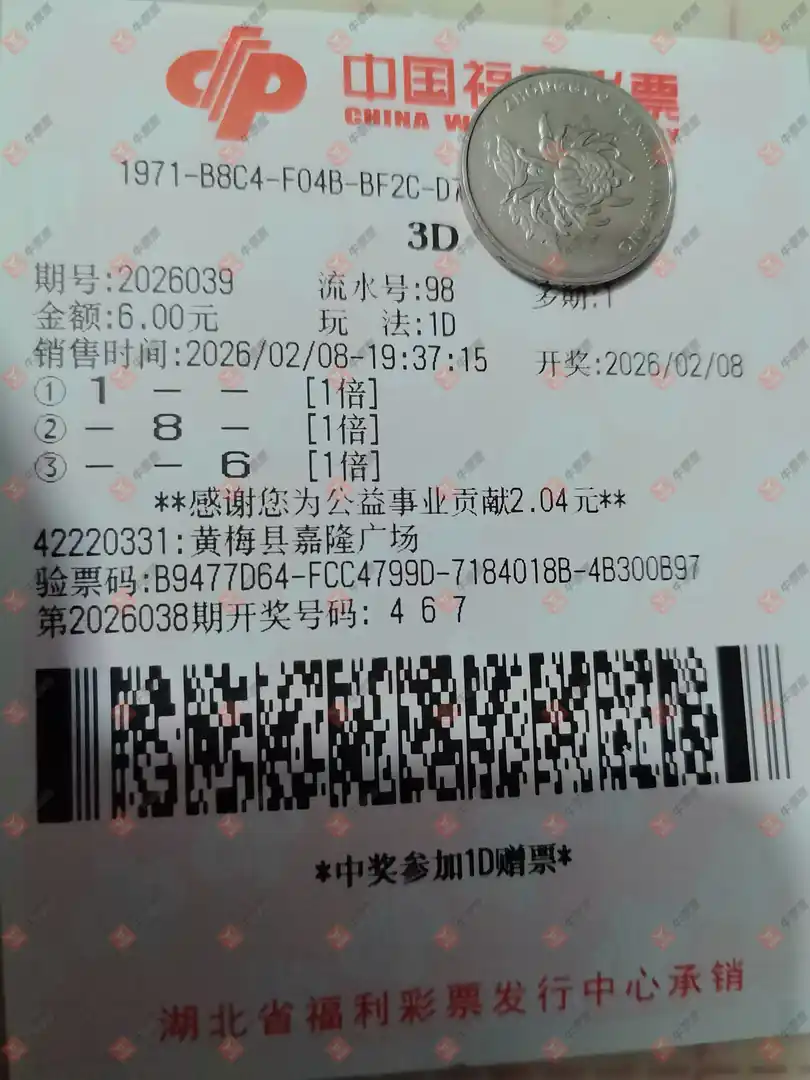 中国福利彩票
CHINA W
1971-B8C4-F04B-BF2C-D7
3D
期号:2026039 流水号:98 多期:1
金额:6.00元 玩 法:1D
销售时间:2026/02/08-19:37:15 开奖:2026/02/08
① 1 - - [1倍]
② - 8 - [1倍]
③ - - 6 [1倍]
**感谢您为公益事业贡献2.04元**
42220331:黄梅县嘉隆广场
验票码:B9477D64-FCC4799D-7184018B-4B300B97
第2026038期开奖号码: 4 6 7
*中奖参加1D赠票*
湖北省福利彩票发行中心承销